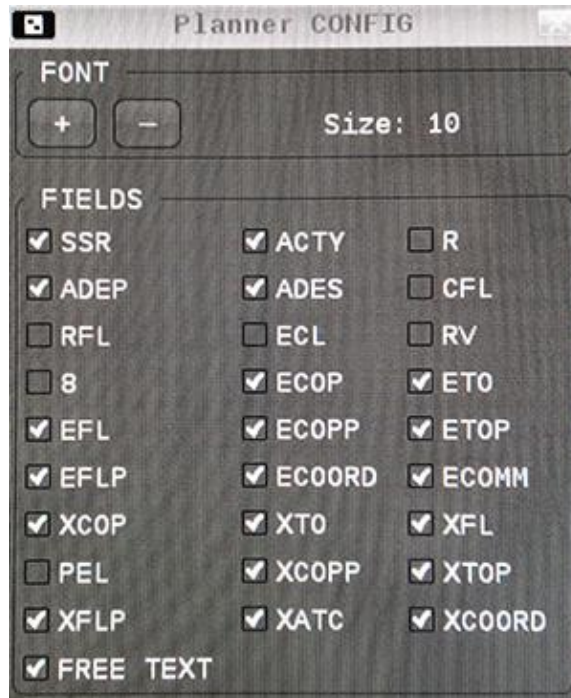 Planner CONFIG
FONT
+ - Size: 10
FIELDS
SSR ACTY R
ADEP ADES CFL
RFL ECL RV
8 ECOP ETO
EFL ECOPP ETOP
EFLP ECOORD ECOMM
XCOP XTO XFL
PEL XCOPP XTOP
XFLP XATC XCOORD
FREE TEXT